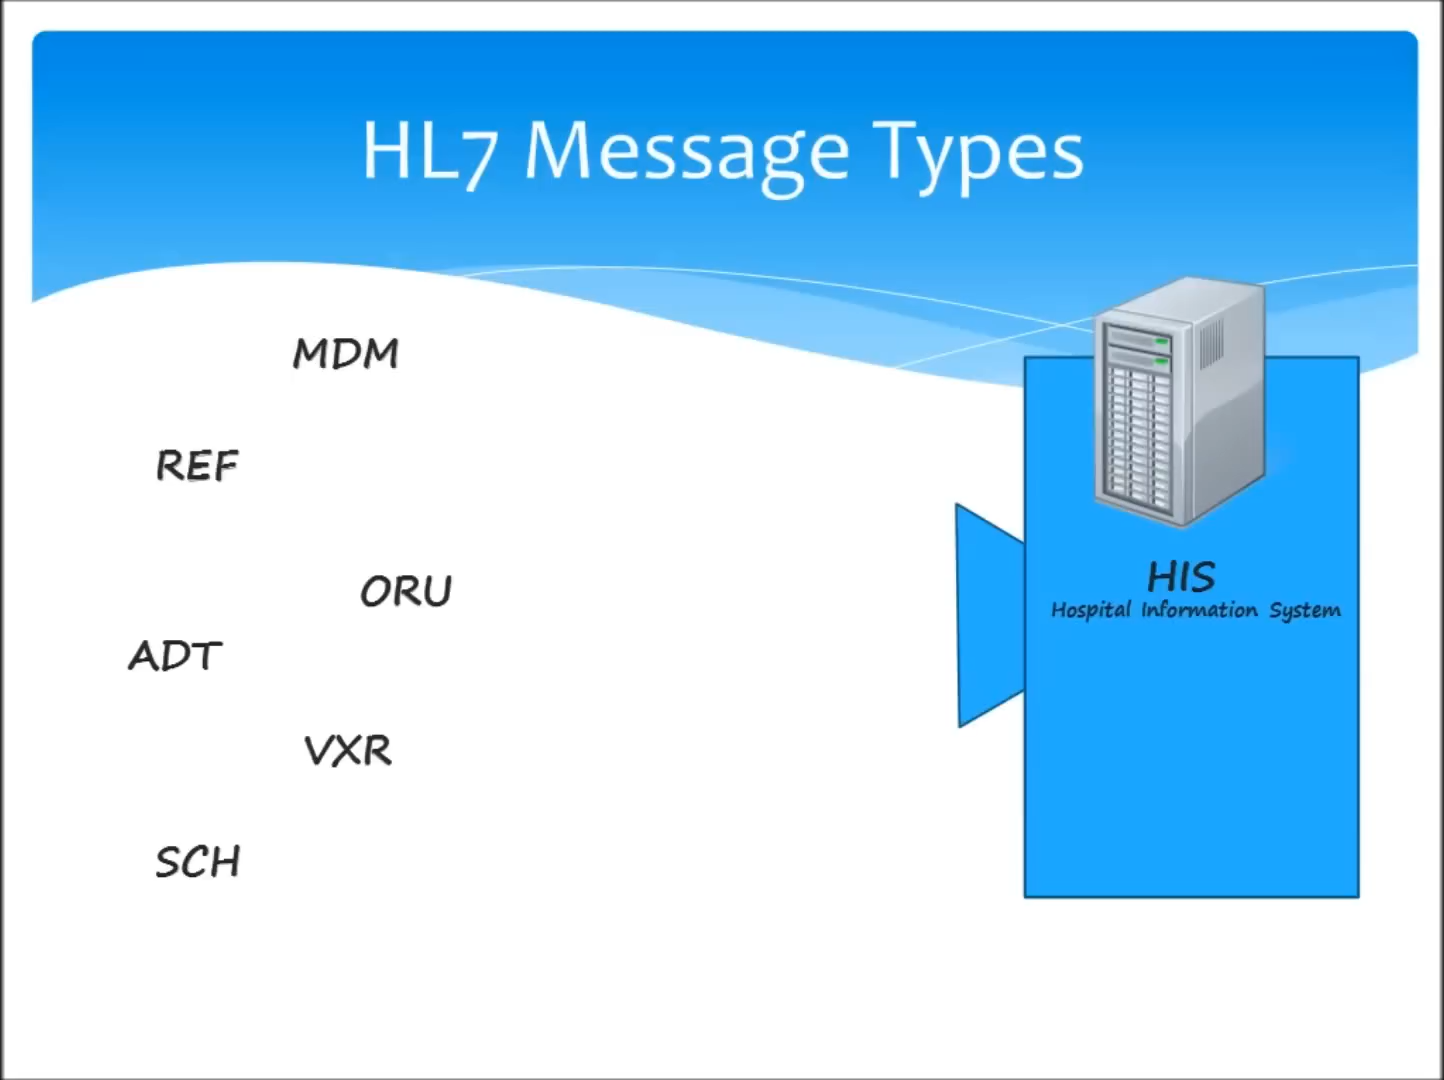 HL7 Message Types
MDM
REF
ORU
ADT
VXR
SCH
HIS
Hospital Information System